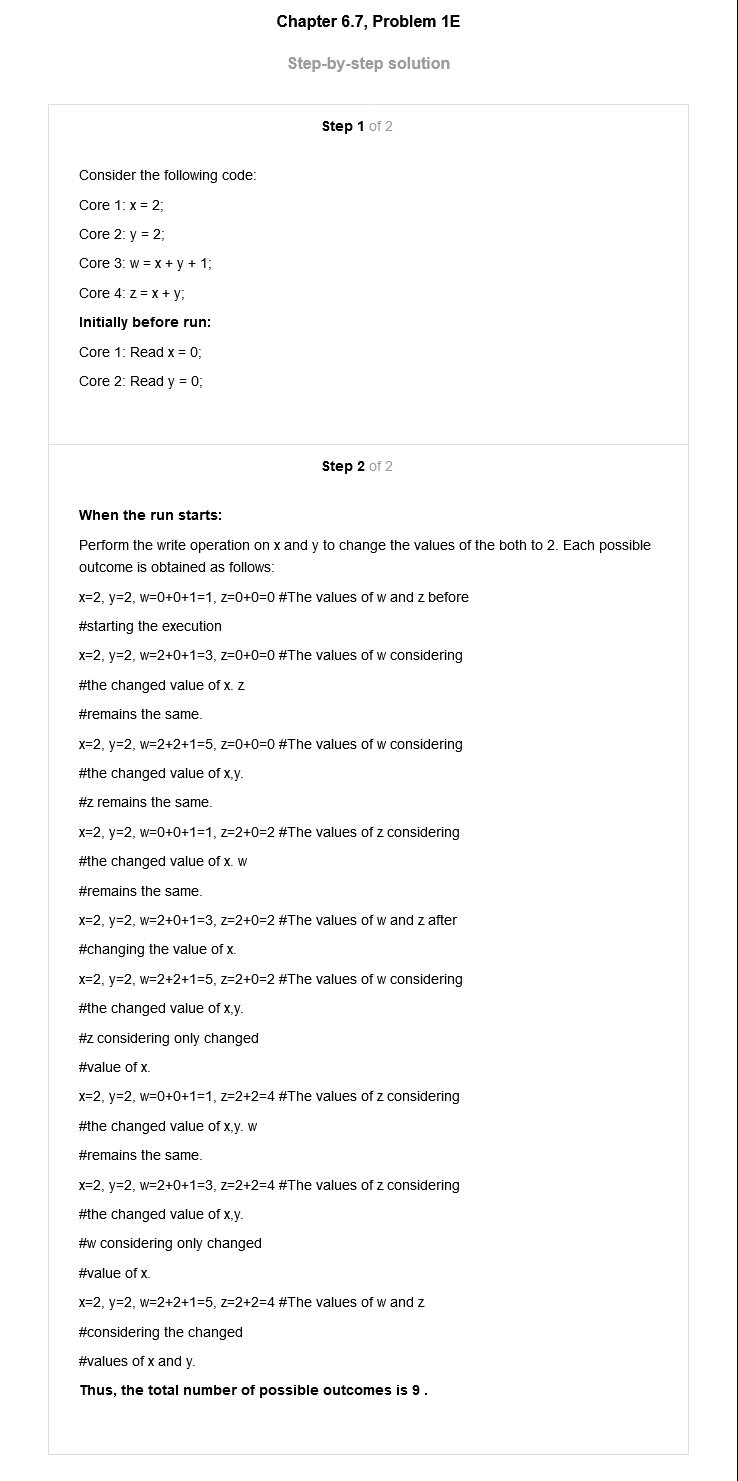 Chapter 6.7, Problem 1E
Step-by-step solution
Step 1 of 2
Consider the following code:
Core 1: x = 2;
Core 2: y = 2;
Core 3: w = x + y + 1;
Core 4: z = x + y;
Initially before run:
Core 1: Read x = 0;
Core 2: Read y = 0;
Step 2 of 2
When the run starts:
Perform the write operation on x and y to change the values of the both to 2. Each possible
outcome is obtained as follows:
x=2, y=2, w=0+0+1=1, z=0+0=0 #The values of w and z before
#starting the execution
x=2, y=2, w=2+0+1=3, z=0+0=0 #The values of w considering
#the changed value of x. z
#remains the same.
x=2, y=2, w=2+2+1=5, z=0+0=0 #The values of w considering
#the changed value of x,y.
#z remains the same.
x=2, y=2, w=0+0+1=1, z=2+0=2 #The values of z considering
#the changed value of x. w
#remains the same.
x=2, y=2, w=2+0+1=3, z=2+0=2 #The values of w and z after
#changing the value of x.
x=2, y=2, w=2+2+1=5, z=2+0=2 #The values of w considering
#the changed value of x,y.
#z considering only changed
#value of x.
x=2, y=2, w=0+0+1=1, z=2+2=4 #The values of z considering
#the changed value of x,y. w
#remains the same.
x=2, y=2, w=2+0+1=3, z=2+2=4 #The values of z considering
#the changed value of x,y.
#w considering only changed
#value of x.
x=2, y=2, w=2+2+1=5, z=2+2=4 #The values of w and z
#considering the changed
#values of x and y.
Thus, the total number of possible outcomes is 9 .